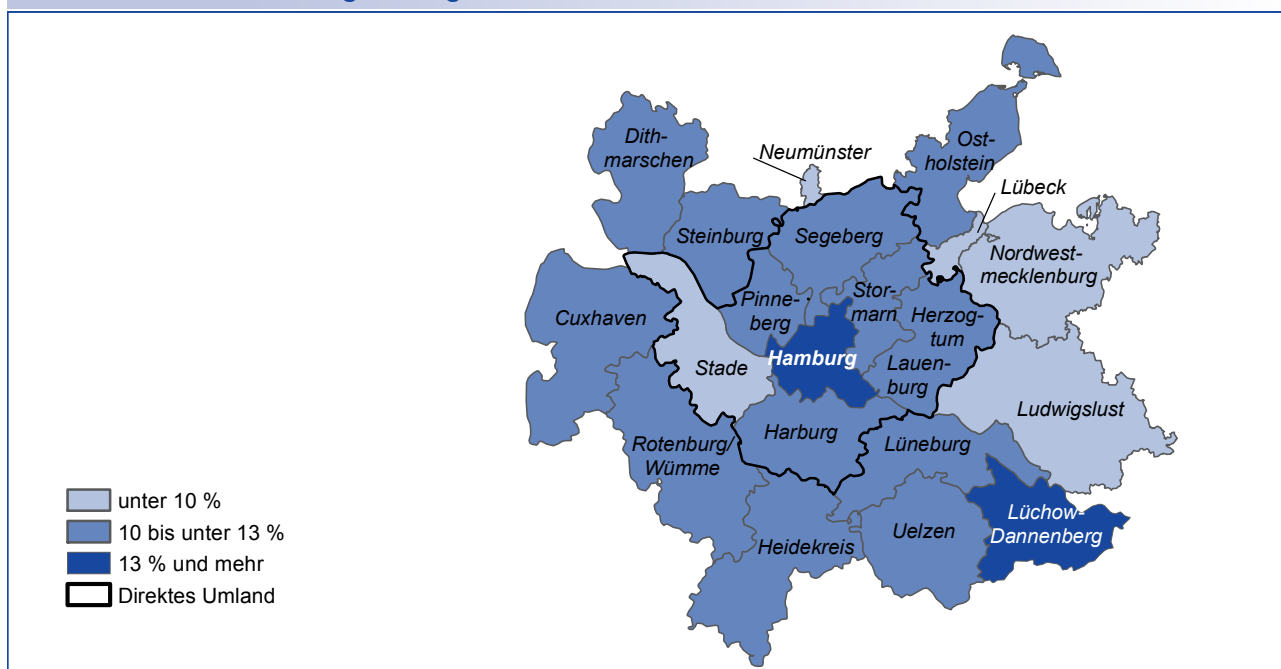 Dith-
marschen
Neumünster
Ost-
holstein
Lübeck
Steinburg
Segeberg
Nordwest-
mecklenburg
Cuxhaven
Pinne-
berg
Stor-
marn
Herzog-
tum
Lauen-
burg
Hamburg
Stade
Ludwigslust
Harburg
Lüneburg
Rotenburg/
Wümme
Lüchow-
Dannenberg
Uelzen
Heidekreis
unter 10 %
10 bis unter 13 %
13 % und mehr
Direktes Umland